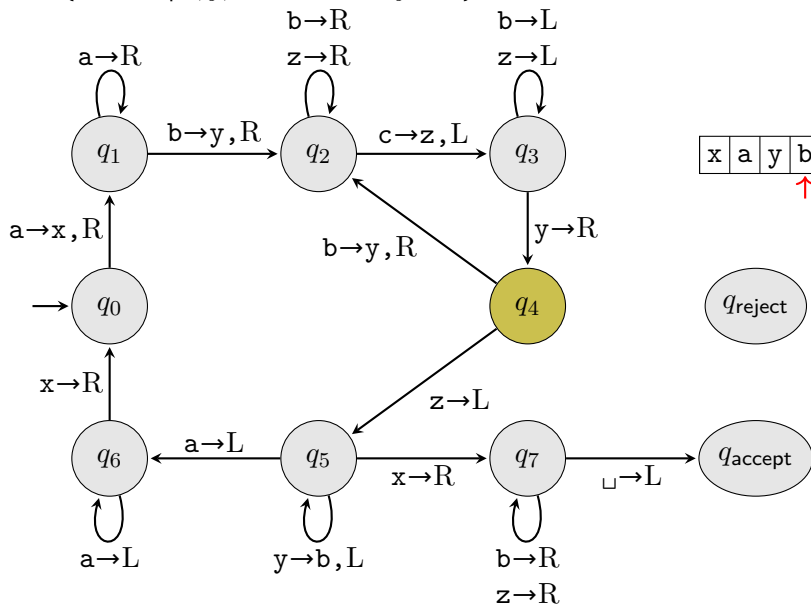 b→R b→L
a→R z→R z→L
q1 b→y,R q2 c→z,L q3 x a y b
↑
a→x,R b→y,R y→R
q0 q4 qreject
x→R z→L
q6 a→L q5 x→R q7 ␣→L qaccept
a→L y→b,L b→R
z→R